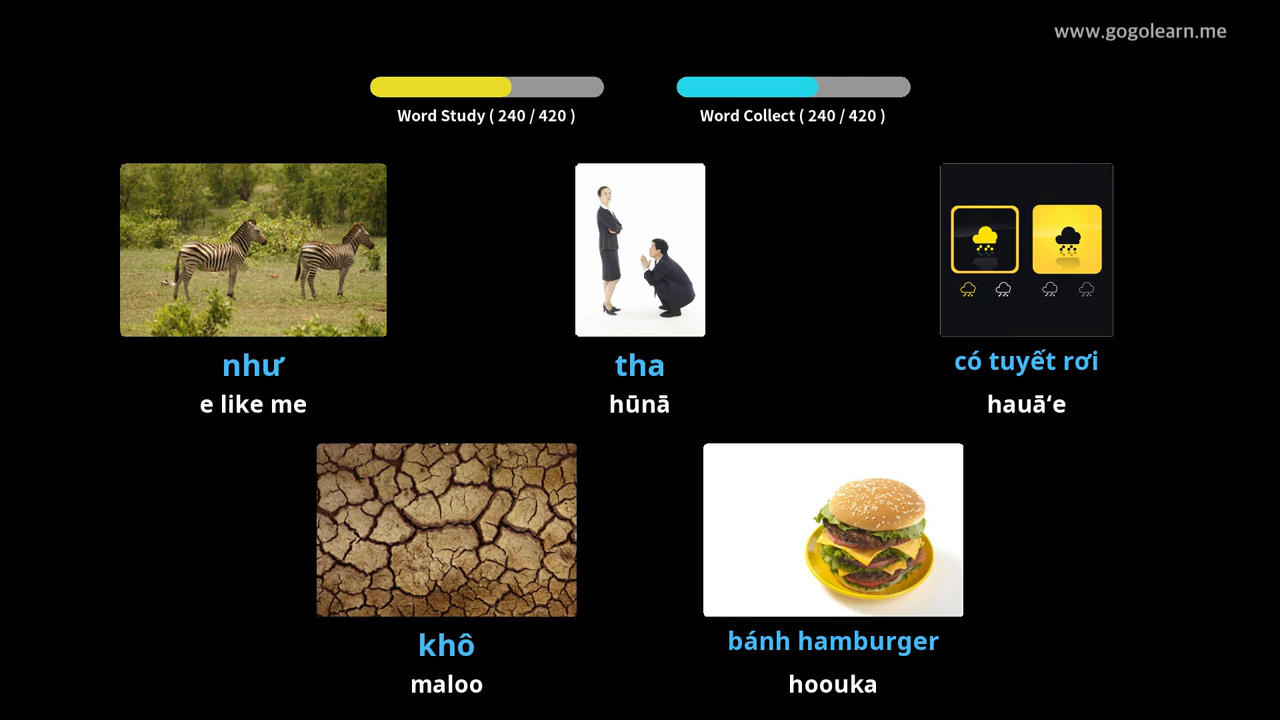 www.gogolearn.me
Word Study ( 240 / 420 )
Word Collect ( 240 / 420 )
như
e like me
tha
hūnā
có tuyết rơi
hauāʻe
khô
maloo
bánh hamburger
hoouka